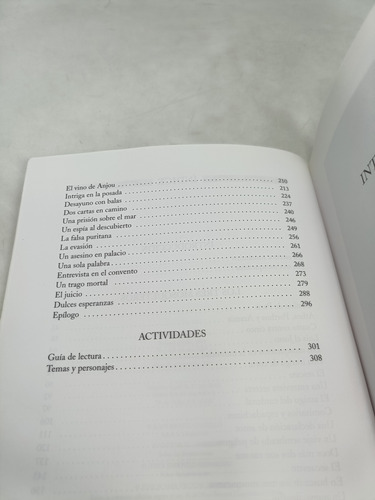 El vino de Anjou . . . . . . . . . . . . . . . . . . . . . . . . . 210
Intriga en la posada . . . . . . . . . . . . . . . . . . . . . . . 213
Desayuno con balas . . . . . . . . . . . . . . . . . . . . . . . 224
Dos cartas en camino . . . . . . . . . . . . . . . . . . . . . . 237
Una prisión sobre el mar . . . . . . . . . . . . . . . . . . . . 240
Un espía al descubierto . . . . . . . . . . . . . . . . . . . . . 246
La falsa puritana . . . . . . . . . . . . . . . . . . . . . . . . . 249
La evasión . . . . . . . . . . . . . . . . . . . . . . . . . . . . . 256
Un asesino en palacio . . . . . . . . . . . . . . . . . . . . . . 261
Una sola palabra . . . . . . . . . . . . . . . . . . . . . . . . . 266
Entrevista en el convento . . . . . . . . . . . . . . . . . . . 268
Un trago mortal . . . . . . . . . . . . . . . . . . . . . . . . . 273
El juicio . . . . . . . . . . . . . . . . . . . . . . . . . . . . . . 279
Dulces esperanzas . . . . . . . . . . . . . . . . . . . . . . . . 288
Epílogo . . . . . . . . . . . . . . . . . . . . . . . . . . . . . . 296
ACTIVIDADES
Guía de lectura . . . . . . . . . . . . . . . . . . . . . . . . . . 301
Temas y personajes . . . . . . . . . . . . . . . . . . . . . . . 308
INT